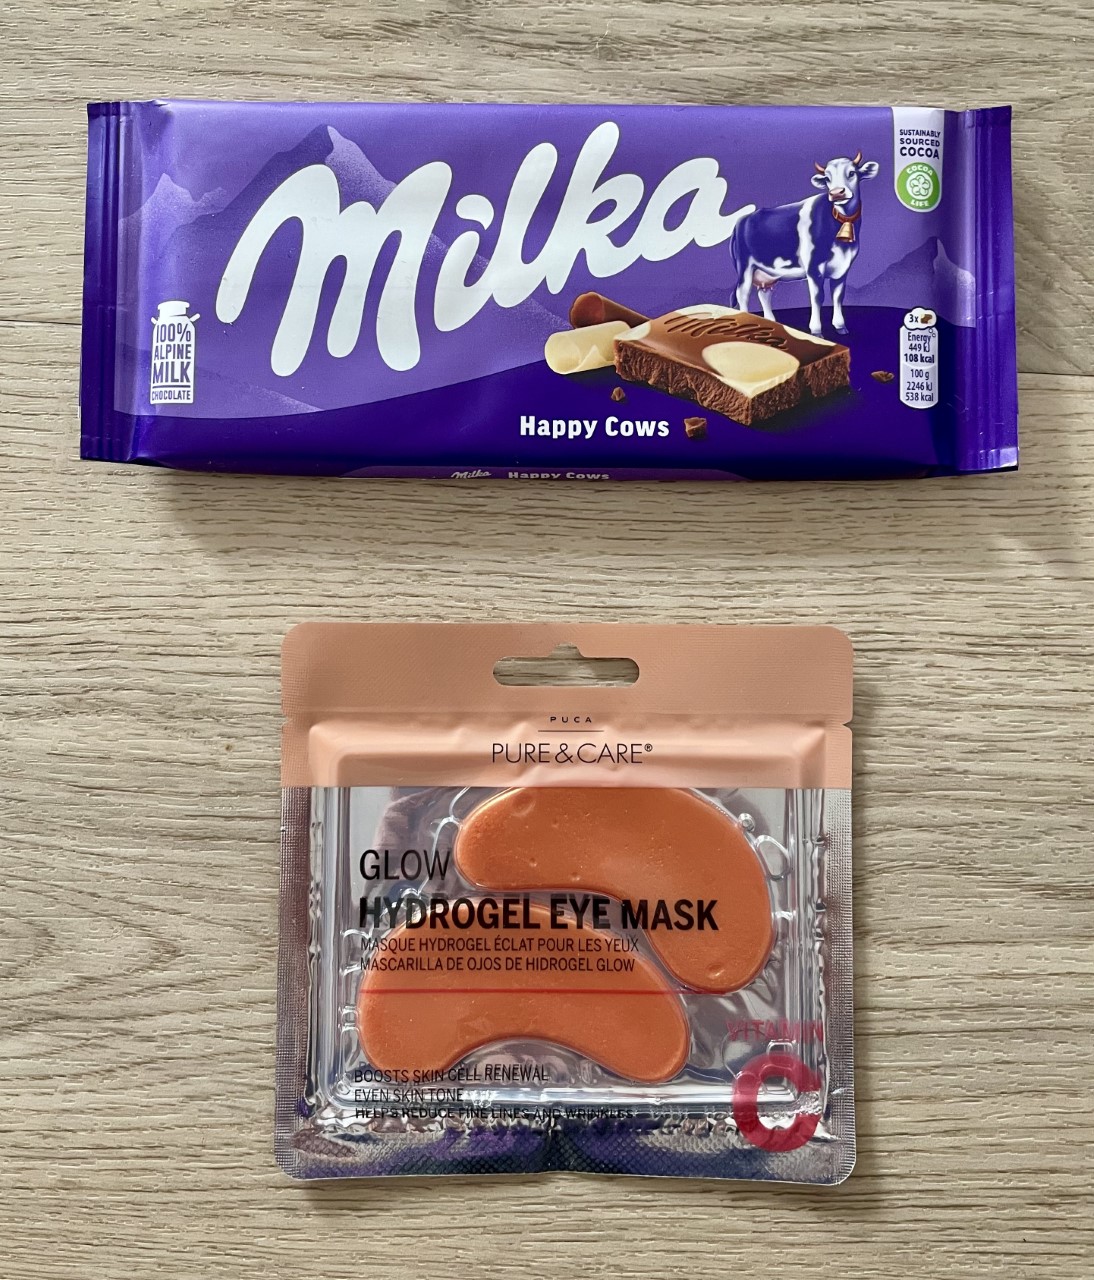 Milka
SUSTAINABLY
SOURCED
COCOA
COCOA
LIFE
100%
ALPINE
MILK
CHOCOLATE
Milka
3x
Energy
449 kJ
108 kcal
100 g
2246 kJ
538 kcal
Happy Cows
Milka Happy Cows
PUCA
PURE&CARE®
GLOW
HYDROGEL EYE MASK
MASQUE HYDROGEL ÉCLAT POUR LES YEUX
MASCARILLA DE OJOS DE HIDROGEL GLOW
VITAMIN
C
BOOSTS SKIN CELL RENEWAL
EVEN SKIN TONE
HELPS REDUCE FINE LINES AND WRINKLES